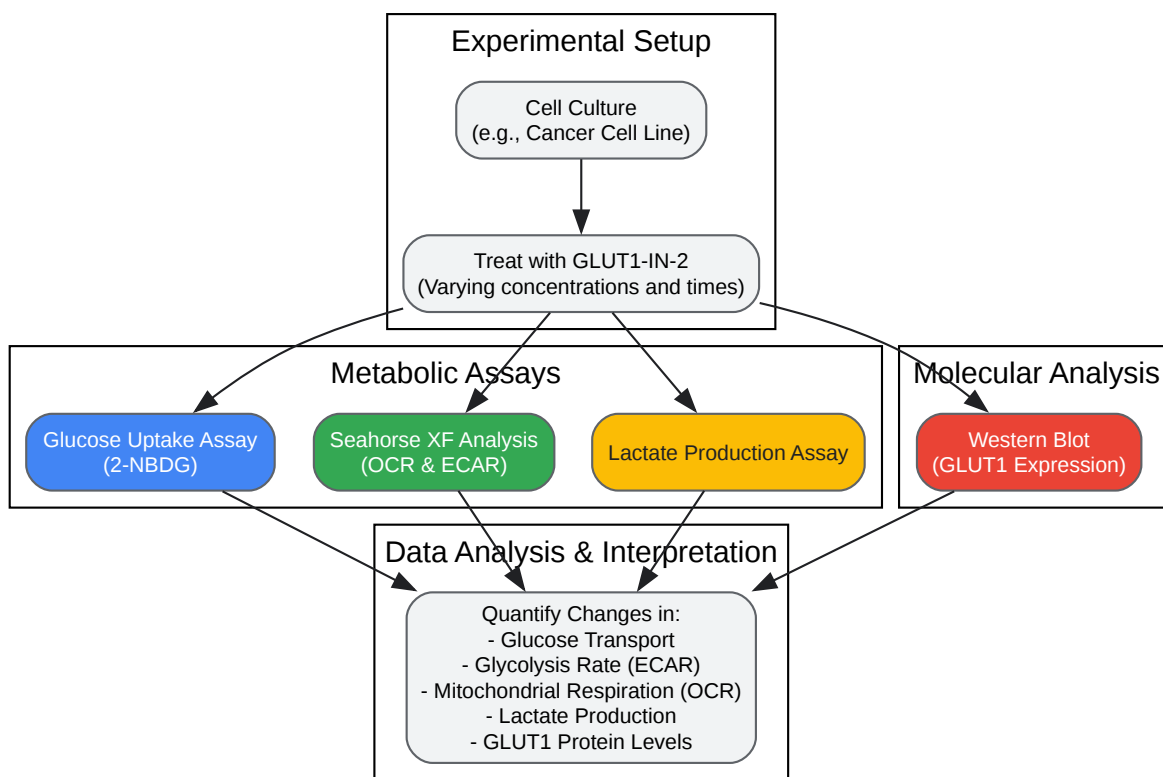 Experimental Setup
Cell Culture
(e.g., Cancer Cell Line)
Treat with GLUT1-IN-2
(Varying concentrations and times)
Metabolic Assays
Molecular Analysis
Glucose Uptake Assay
(2-NBDG)
Seahorse XF Analysis
(OCR & ECAR)
Lactate Production Assay
Western Blot
(GLUT1 Expression)
Data Analysis & Interpretation
Quantify Changes in:
- Glucose Transport
- Glycolysis Rate (ECAR)
- Mitochondrial Respiration (OCR)
- Lactate Production
- GLUT1 Protein Levels